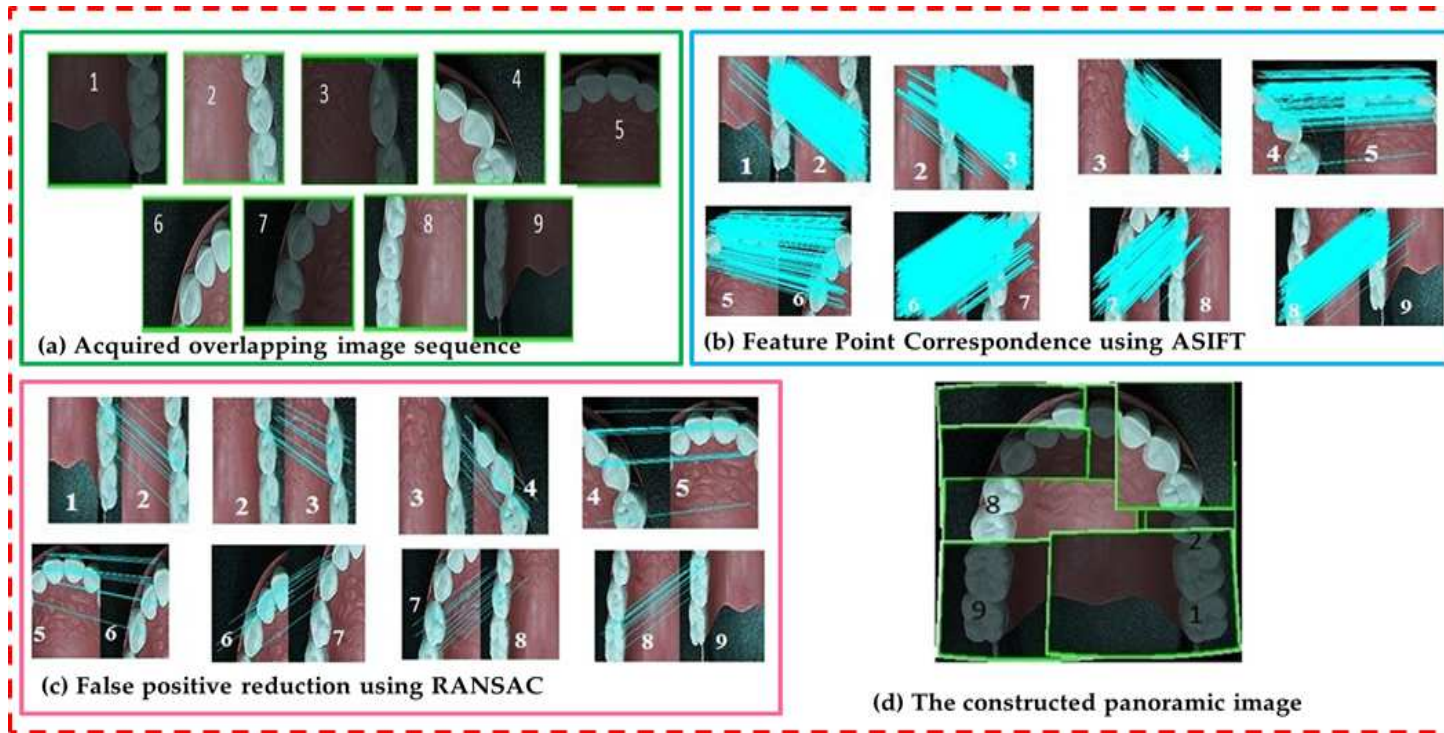 1 2 3 4 5
6 7 8 9
(a) Acquired overlapping image sequence
1 2 2 3 3 4 4 5
5 6 6 7 7 8 8 9
(b) Feature Point Correspondence using ASIFT
1 2 2 3 3 4 4 5
5 6 6 7 7 8 8 9
(c) False positive reduction using RANSAC
8 2
9 1
(d) The constructed panoramic image